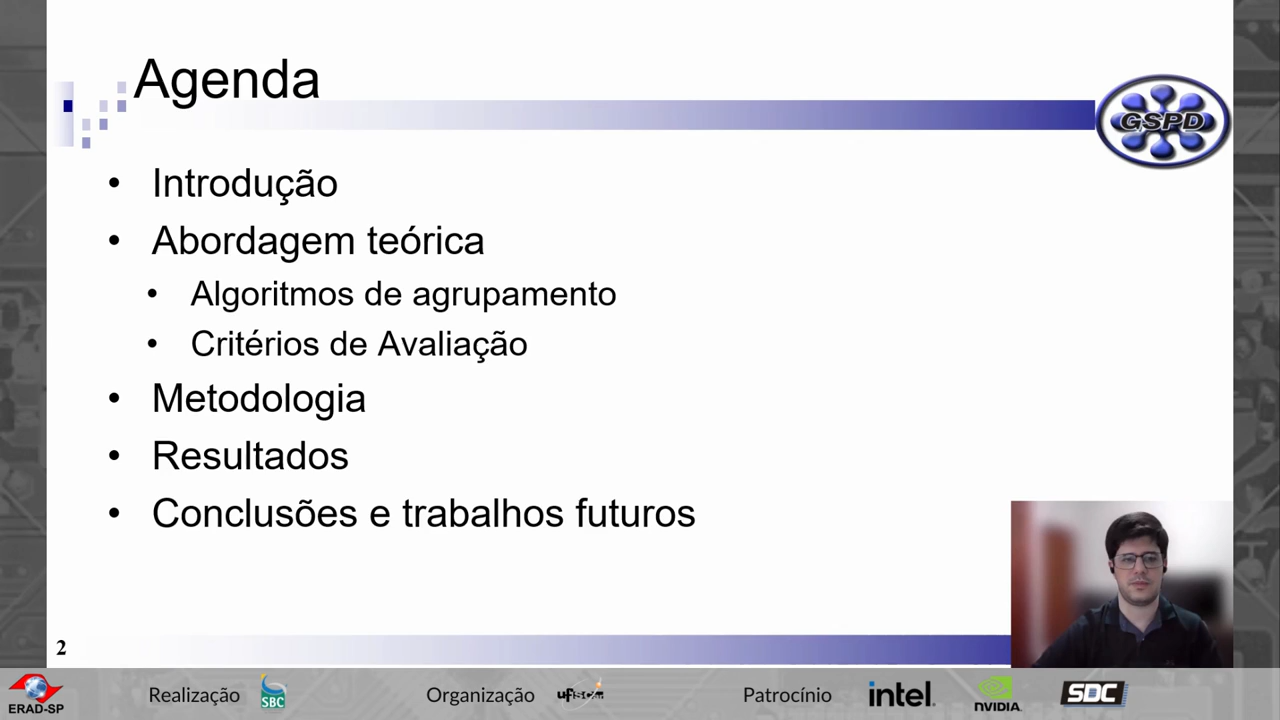 Agenda
GSPD
• Introdução
• Abordagem teórica
• Algoritmos de agrupamento
• Critérios de Avaliação
• Metodologia
• Resultados
• Conclusões e trabalhos futuros
2
ERAD-SP
Realização
SBC
Organização
ufscar
Patrocínio
intel.
NVIDIA.
SDC